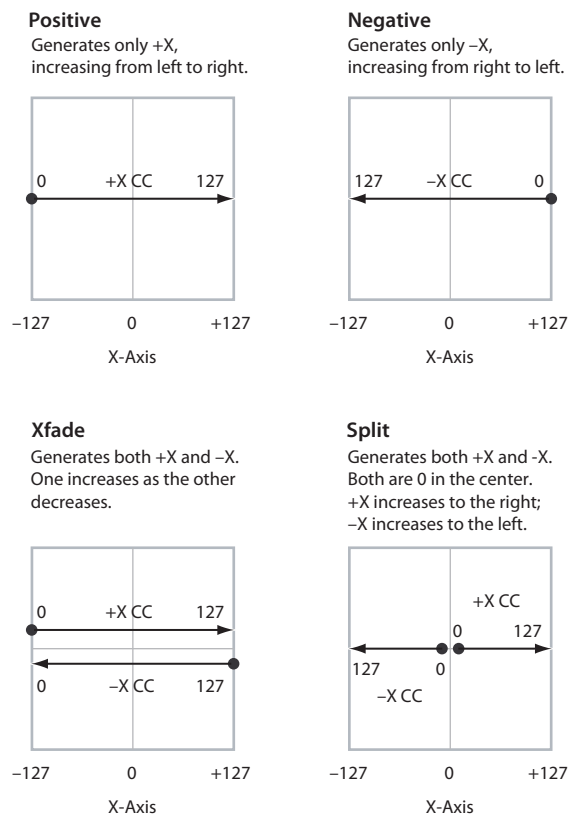 Positive
Generates only +X,
increasing from left to right.
0 +X CC 127
–127 0 +127
X-Axis
Negative
Generates only –X,
increasing from right to left.
127 –X CC 0
–127 0 +127
X-Axis
Xfade
Generates both +X and –X.
One increases as the other
decreases.
0 +X CC 127
0 –X CC 127
–127 0 +127
X-Axis
Split
Generates both +X and -X.
Both are 0 in the center.
+X increases to the right;
–X increases to the left.
+X CC
0 127
127 0
–X CC
–127 0 +127
X-Axis